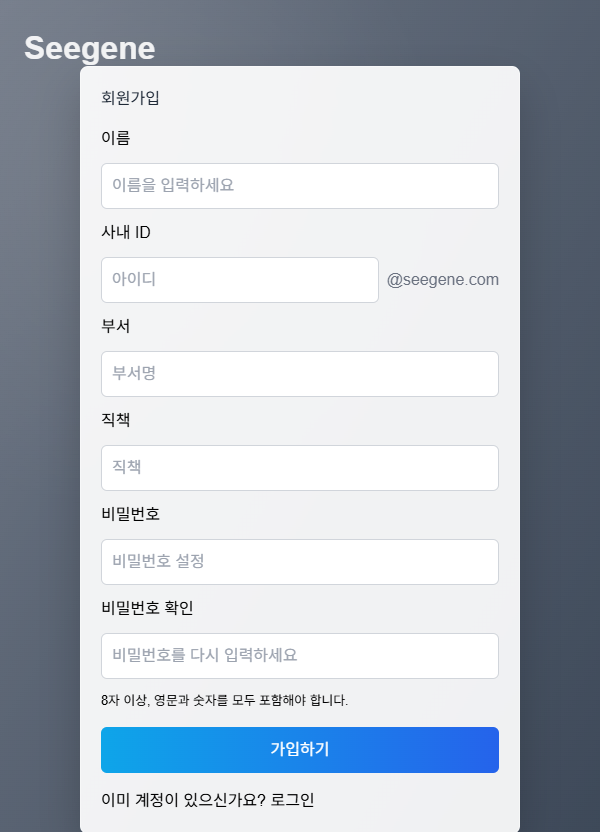 Seegene
회원가입
이름
이름을 입력하세요
사내 ID
아이디 @seegene.com
부서
부서명
직책
직책
비밀번호
비밀번호 설정
비밀번호 확인
비밀번호를 다시 입력하세요
8자 이상, 영문과 숫자를 모두 포함해야 합니다.
가입하기
이미 계정이 있으신가요? 로그인